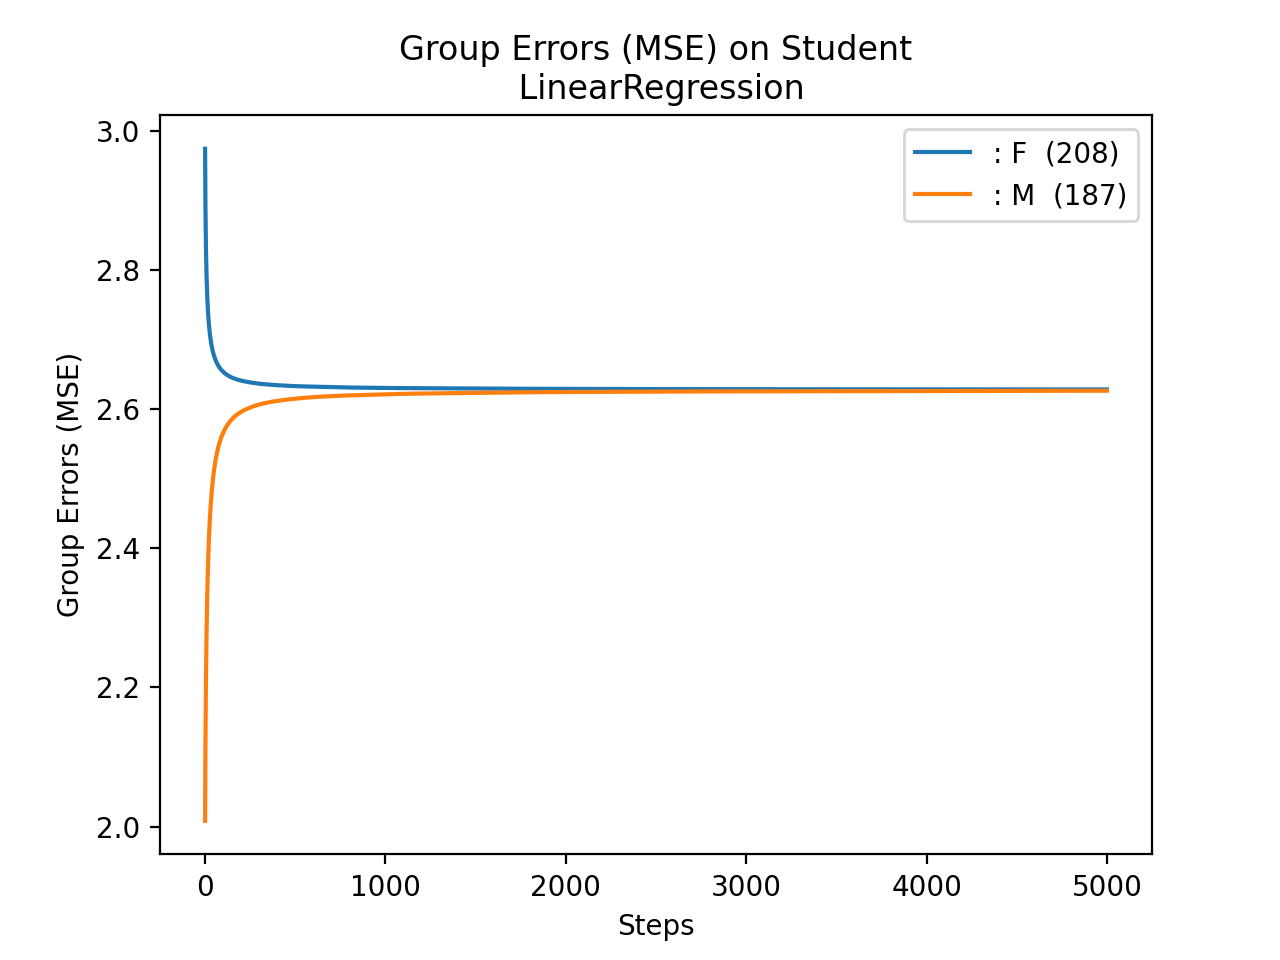 Group Errors (MSE) on Student
LinearRegression
3.0
2.8
2.6
2.4
2.2
2.0
Group Errors (MSE)
: F (208)
: M (187)
0 1000 2000 3000 4000 5000
Steps